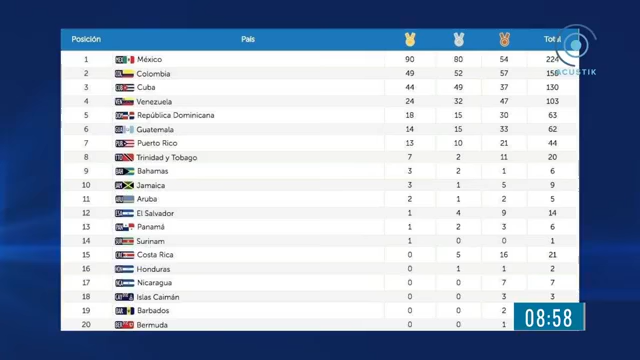 Posición País Total
1 México 90 80 54 224
2 Colombia 49 52 57 158
3 Cuba 44 49 37 130
4 Venezuela 24 32 47 103
5 República Dominicana 18 15 30 63
6 Guatemala 14 15 33 62
7 Puerto Rico 13 10 21 44
8 Trinidad y Tobago 7 2 11 20
9 Bahamas 3 2 1 6
10 Jamaica 3 1 5 9
11 Aruba 2 1 2 5
12 El Salvador 1 4 9 14
13 Panamá 1 2 3 6
14 Surinam 1 0 0 1
15 Costa Rica 0 5 16 21
16 Honduras 0 1 1 2
17 Nicaragua 0 0 7 7
18 Islas Caimán 0 0 3 3
19 Barbados 0 0 2
20 Bermuda 0 0 1
ACUSTIK
08:58